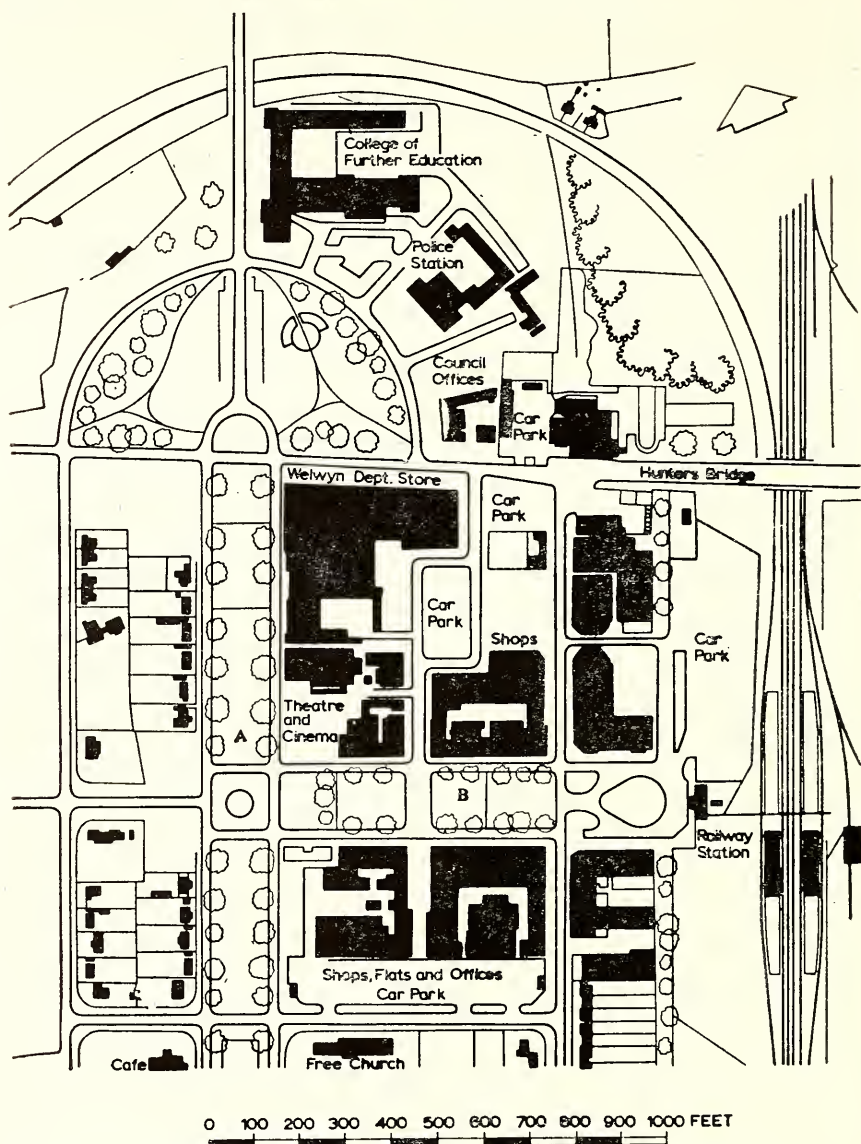 College of
Further Education
Police
Station
Council
Offices
Car
Park
Welwyn Dept. Store
Hunters Bridge
Car
Park
Car
Park
Shops
Car
Park
Theatre
and
Cinema
A
B
Railway
Station
Shops, Flats and Offices
Car Park
Cafe
Free Church
0 100 200 300 400 500 600 700 800 900 1000 FEET